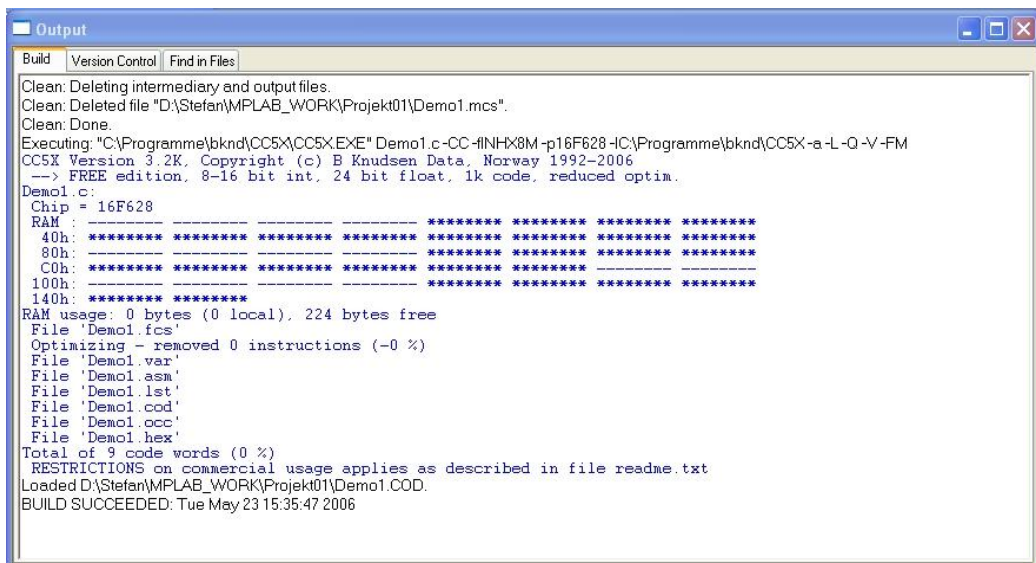 Output
Build Version Control Find in Files
Clean: Deleting intermediary and output files.
Clean: Deleted file "D:\Stefan\MPLAB_WORK\Projekt01\Demo1.mcs".
Clean: Done.
Executing: "C:\Programme\bknd\CC5X\CC5X.EXE" Demo1.c -CC -fINHX8M -p16F628 -IC:\Programme\bknd\CC5X -a -L -Q -V -FM
CC5X Version 3.2K, Copyright (c) B Knudsen Data, Norway 1992-2006
--> FREE edition, 8-16 bit int, 24 bit float, 1k code, reduced optim.
Demo1.c:
Chip = 16F628
RAM : -------- -------- -------- -------- ******** ******** ******** ********
40h: ******** ******** ******** ******** ******** ******** ******** ********
80h: -------- -------- -------- -------- ******** ******** ******** ********
C0h: ******** ******** ******** ******** ******** ******** -------- --------
100h: -------- -------- -------- -------- ******** ******** ******** ********
140h: ******** ********
RAM usage: 0 bytes (0 local), 224 bytes free
File 'Demo1.fcs'
Optimizing - removed 0 instructions (-0 %)
File 'Demo1.var'
File 'Demo1.asm'
File 'Demo1.lst'
File 'Demo1.cod'
File 'Demo1.occ'
File 'Demo1.hex'
Total of 9 code words (0 %)
RESTRICTIONS on commercial usage applies as described in file readme.txt
Loaded D:\Stefan\MPLAB_WORK\Projekt01\Demo1.COD.
BUILD SUCCEEDED: Tue May 23 15:35:47 2006